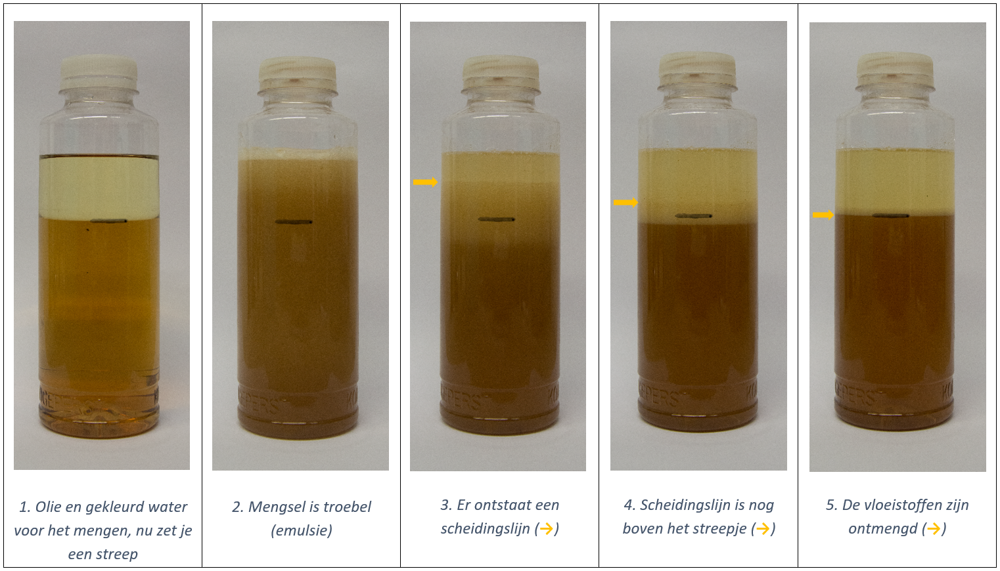 1. Olie en gekleurd water
voor het mengen, nu zet je
een streep
2. Mengsel is troebel
(emulsie)
3. Er ontstaat een
scheidingslijn (→)
4. Scheidingslijn is nog
boven het streepje (→)
5. De vloeistoffen zijn
ontmengd (→)